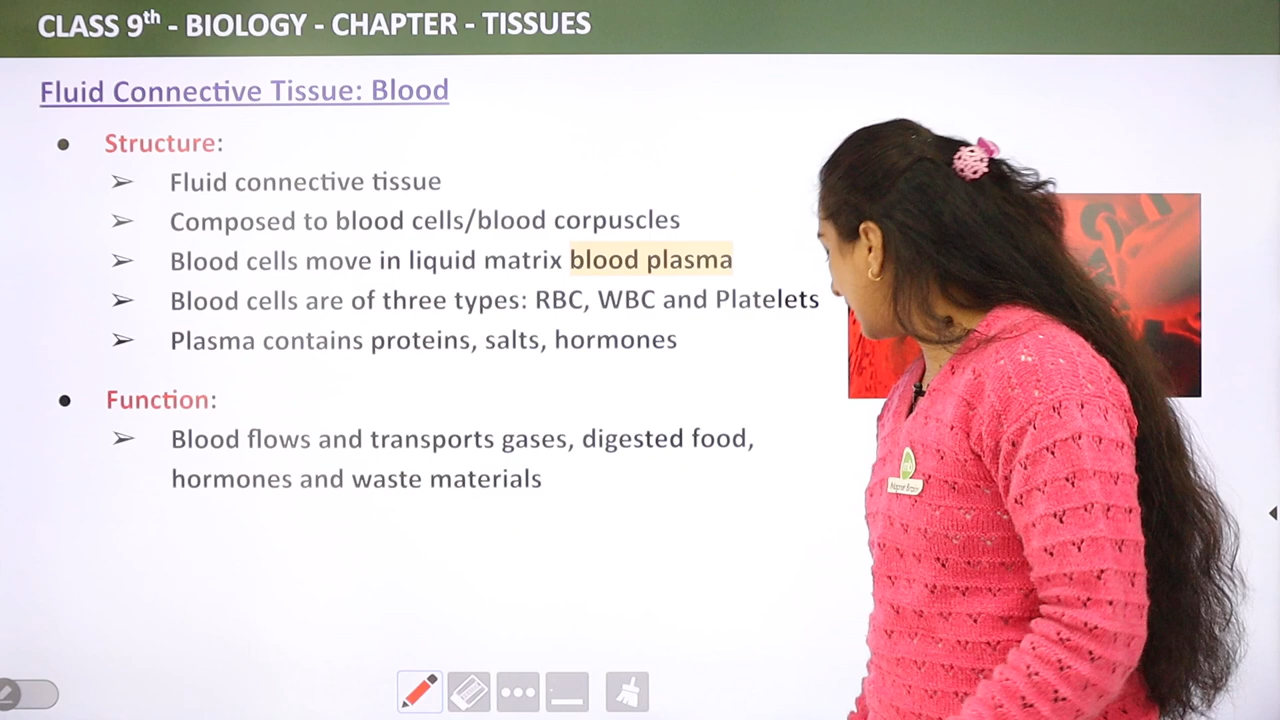 CLASS 9th - BIOLOGY - CHAPTER - TISSUES
Fluid Connective Tissue: Blood
● Structure:
➢ Fluid connective tissue
➢ Composed to blood cells/blood corpuscles
➢ Blood cells move in liquid matrix blood plasma
➢ Blood cells are of three types: RBC, WBC and Platelets
➢ Plasma contains proteins, salts, hormones
● Function:
➢ Blood flows and transports gases, digested food,
hormones and waste materials
Magnet Brains